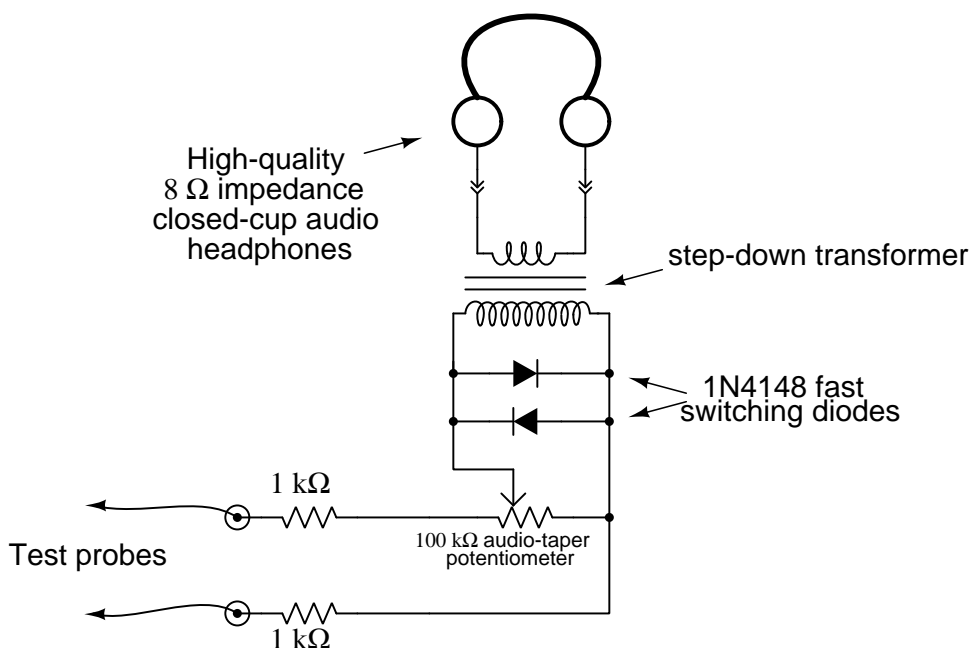 High-quality
8 Ω impedance
closed-cup audio
headphones
step-down transformer
1N4148 fast
switching diodes
1 kΩ
100 kΩ audio-taper
potentiometer
Test probes
1 kΩ